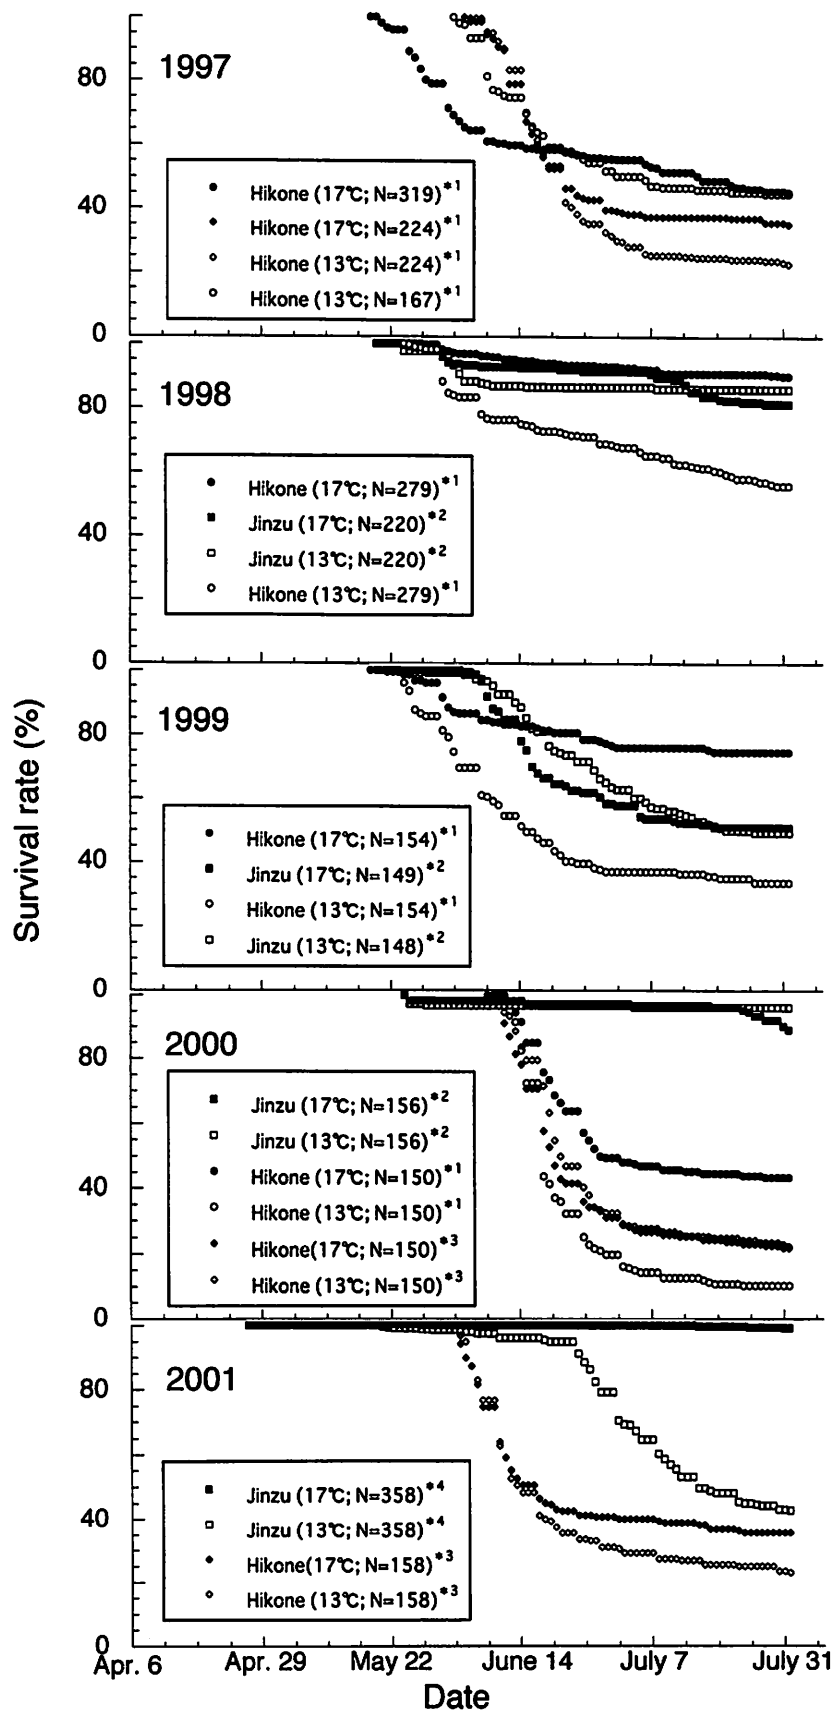 1997
80
40
0
Hikone (17℃; N=319)*1
Hikone (17℃; N=224)*1
Hikone (13℃; N=224)*1
Hikone (13℃; N=167)*1
1998
80
40
0
Hikone (17℃; N=279)*1
Jinzu (17℃; N=220)*2
Jinzu (13℃; N=220)*2
Hikone (13℃; N=279)*1
1999
80
40
0
Hikone (17℃; N=154)*1
Jinzu (17℃; N=149)*2
Hikone (13℃; N=154)*1
Jinzu (13℃; N=148)*2
Survival rate (%)
2000
80
40
0
Jinzu (17℃; N=156)*2
Jinzu (13℃; N=156)*2
Hikone (17℃; N=150)*1
Hikone (13℃; N=150)*1
Hikone(17℃; N=150)*3
Hikone (13℃; N=150)*3
2001
80
40
0
Jinzu (17℃; N=358)*4
Jinzu (13℃; N=358)*4
Hikone(17℃; N=158)*3
Hikone (13℃; N=158)*3
Apr. 6 Apr. 29 May 22 June 14 July 7 July 31
Date